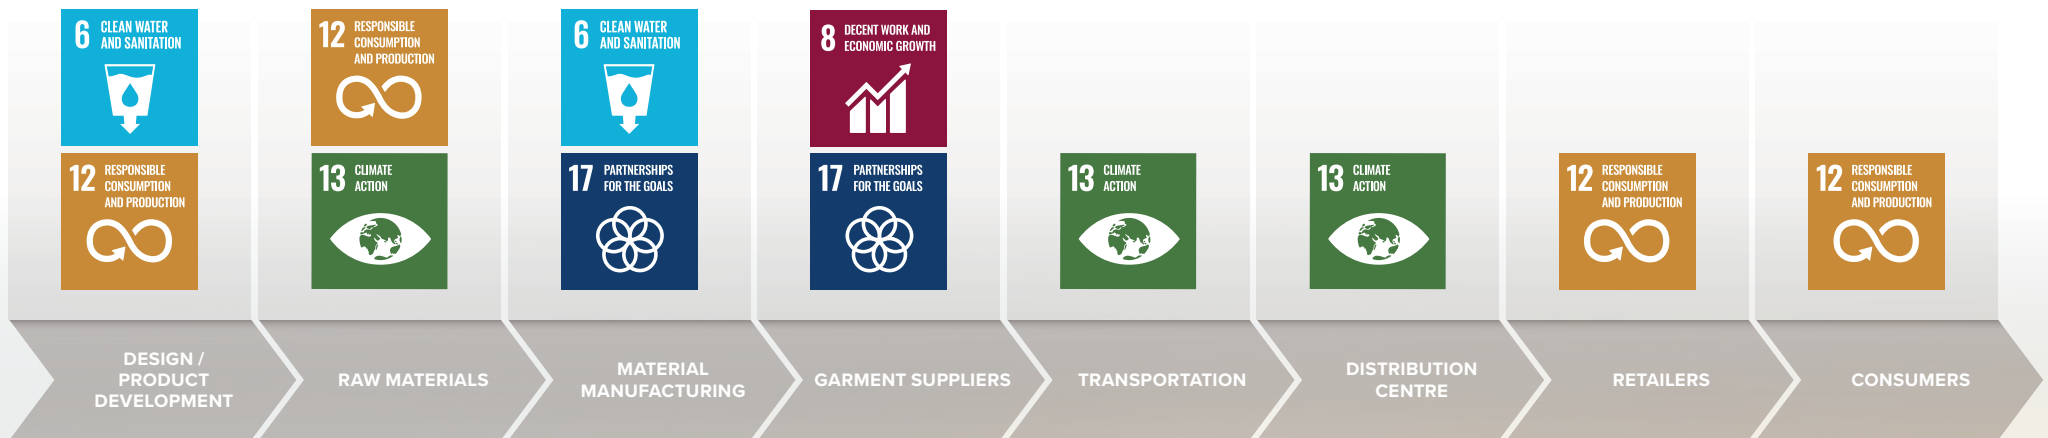 6 CLEAN WATER
AND SANITATION
12 RESPONSIBLE
CONSUMPTION
AND PRODUCTION
6 CLEAN WATER
AND SANITATION
8 DECENT WORK AND
ECONOMIC GROWTH
12 RESPONSIBLE
CONSUMPTION
AND PRODUCTION
13 CLIMATE
ACTION
17 PARTNERSHIPS
FOR THE GOALS
17 PARTNERSHIPS
FOR THE GOALS
13 CLIMATE
ACTION
13 CLIMATE
ACTION
12 RESPONSIBLE
CONSUMPTION
AND PRODUCTION
12 RESPONSIBLE
CONSUMPTION
AND PRODUCTION
DESIGN /
PRODUCT
DEVELOPMENT
RAW MATERIALS
MATERIAL
MANUFACTURING
GARMENT SUPPLIERS
TRANSPORTATION
DISTRIBUTION
CENTRE
RETAILERS
CONSUMERS